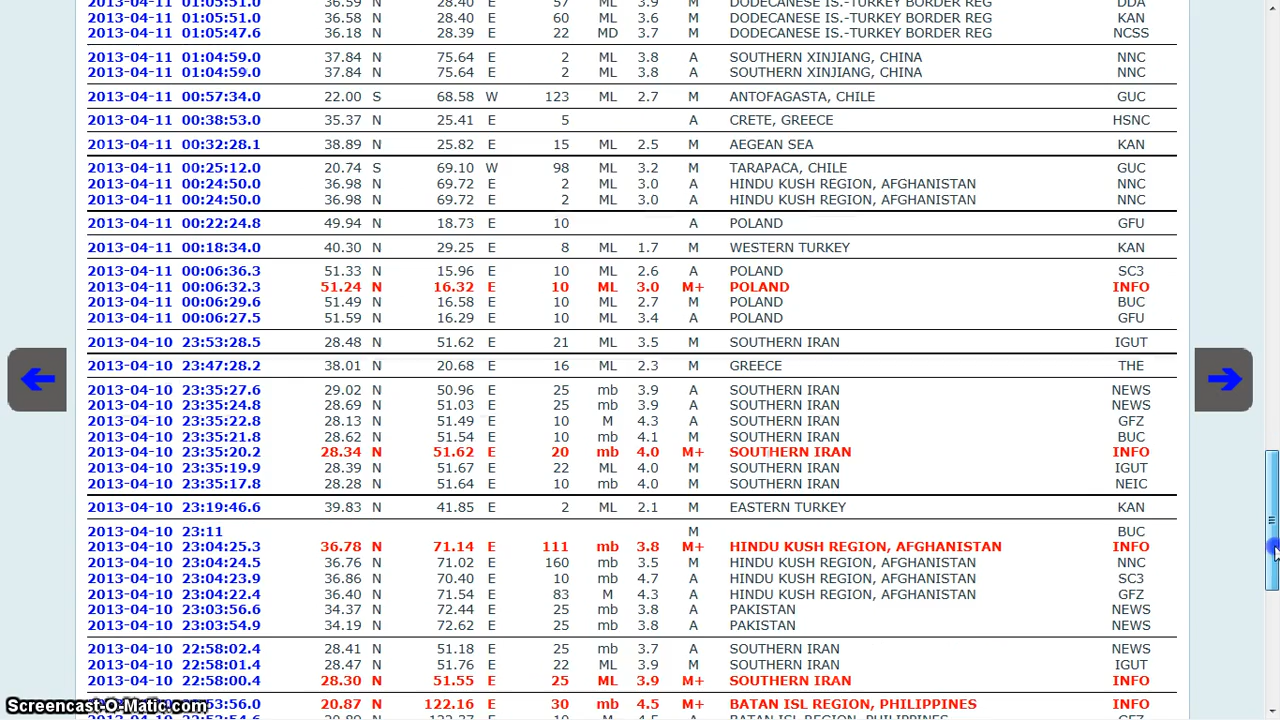 2013-04-11 01:05:51.0 36.59 N 28.40 E 57 ML 3.9 M DODECANESE IS.-TURKEY BORDER REG DDA
2013-04-11 01:05:51.0 36.58 N 28.40 E 60 ML 3.6 M DODECANESE IS.-TURKEY BORDER REG KAN
2013-04-11 01:05:47.6 36.18 N 28.39 E 22 MD 3.7 M DODECANESE IS.-TURKEY BORDER REG NCSS
2013-04-11 01:04:59.0 37.84 N 75.64 E 2 ML 3.8 A SOUTHERN XINJIANG, CHINA NNC
2013-04-11 01:04:59.0 37.84 N 75.64 E 2 ML 3.8 A SOUTHERN XINJIANG, CHINA NNC
2013-04-11 00:57:34.0 22.00 S 68.58 W 123 ML 2.7 M ANTOFAGASTA, CHILE GUC
2013-04-11 00:38:53.0 35.37 N 25.41 E 5 A CRETE, GREECE HSNC
2013-04-11 00:32:28.1 38.89 N 25.82 E 15 ML 2.5 M AEGEAN SEA KAN
2013-04-11 00:25:12.0 20.74 S 69.10 W 98 ML 3.2 M TARAPACA, CHILE GUC
2013-04-11 00:24:50.0 36.98 N 69.72 E 2 ML 3.0 A HINDU KUSH REGION, AFGHANISTAN NNC
2013-04-11 00:24:50.0 36.98 N 69.72 E 2 ML 3.0 A HINDU KUSH REGION, AFGHANISTAN NNC
2013-04-11 00:22:24.8 49.94 N 18.73 E 10 A POLAND GFU
2013-04-11 00:18:34.0 40.30 N 29.25 E 8 ML 1.7 M WESTERN TURKEY KAN
2013-04-11 00:06:36.3 51.33 N 15.96 E 10 ML 2.6 A POLAND SC3
2013-04-11 00:06:32.3 51.24 N 16.32 E 10 ML 3.0 M+ POLAND INFO
2013-04-11 00:06:29.6 51.49 N 16.58 E 10 ML 2.7 M POLAND BUC
2013-04-11 00:06:27.5 51.59 N 16.29 E 10 ML 3.4 A POLAND GFU
2013-04-10 23:53:28.5 28.48 N 51.62 E 21 ML 3.5 M SOUTHERN IRAN IGUT
2013-04-10 23:47:28.2 38.01 N 20.68 E 16 ML 2.3 M GREECE THE
2013-04-10 23:35:27.6 29.02 N 50.96 E 25 mb 3.9 A SOUTHERN IRAN NEWS
2013-04-10 23:35:24.8 28.69 N 51.03 E 25 mb 3.9 A SOUTHERN IRAN NEWS
2013-04-10 23:35:22.8 28.13 N 51.49 E 10 M 4.3 A SOUTHERN IRAN GFZ
2013-04-10 23:35:21.8 28.62 N 51.54 E 10 mb 4.1 M SOUTHERN IRAN BUC
2013-04-10 23:35:20.2 28.34 N 51.62 E 20 mb 4.0 M+ SOUTHERN IRAN INFO
2013-04-10 23:35:19.9 28.39 N 51.67 E 22 ML 4.0 M SOUTHERN IRAN IGUT
2013-04-10 23:35:17.8 28.28 N 51.64 E 10 mb 4.0 M SOUTHERN IRAN NEIC
2013-04-10 23:19:46.6 39.83 N 41.85 E 2 ML 2.1 M EASTERN TURKEY KAN
2013-04-10 23:11 M BUC
2013-04-10 23:04:25.3 36.78 N 71.14 E 111 mb 3.8 M+ HINDU KUSH REGION, AFGHANISTAN INFO
2013-04-10 23:04:24.5 36.76 N 71.02 E 160 mb 3.5 M HINDU KUSH REGION, AFGHANISTAN NNC
2013-04-10 23:04:23.9 36.86 N 70.40 E 10 mb 4.7 A HINDU KUSH REGION, AFGHANISTAN SC3
2013-04-10 23:04:22.4 36.40 N 71.54 E 83 M 4.3 A HINDU KUSH REGION, AFGHANISTAN GFZ
2013-04-10 23:03:56.6 34.37 N 72.44 E 25 mb 3.8 A PAKISTAN NEWS
2013-04-10 23:03:54.9 34.19 N 72.62 E 25 mb 3.8 A PAKISTAN NEWS
2013-04-10 22:58:02.4 28.41 N 51.18 E 25 mb 3.7 A SOUTHERN IRAN NEWS
2013-04-10 22:58:01.4 28.47 N 51.76 E 22 ML 3.9 M SOUTHERN IRAN IGUT
2013-04-10 22:58:00.4 28.30 N 51.55 E 25 ML 3.9 M+ SOUTHERN IRAN INFO
Screencast-O-Matic.com
:53:56.0 20.87 N 122.16 E 30 mb 4.5 M+ BATAN ISL REGION, PHILIPPINES INFO